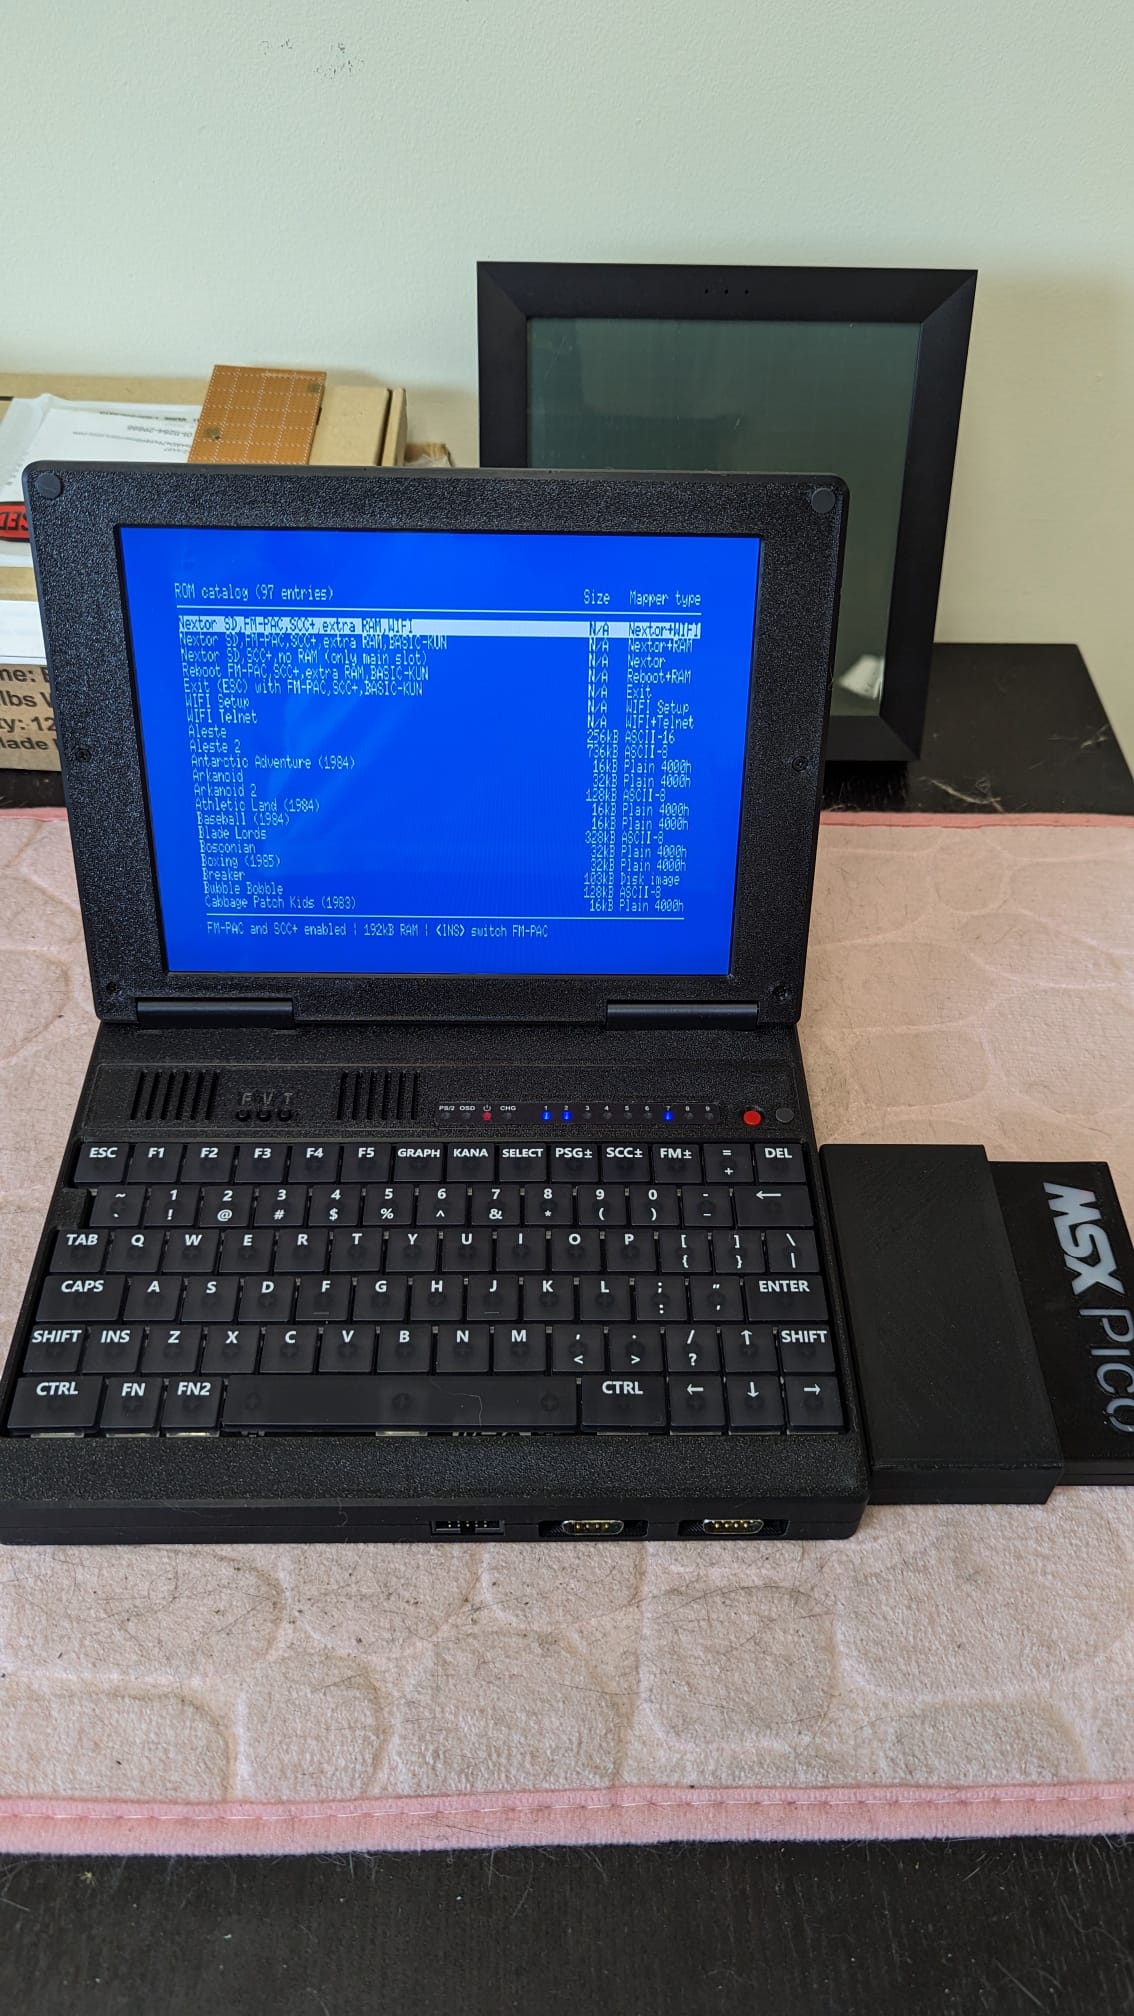 ROM catalog (97 entries) Size Mapper type
Nextor SD,FM-PAC,SCC+,extra RAM,WIFI N/A Nextor+WIFI
Nextor SD,FM-PAC,SCC+,extra RAM,BASIC-KUN N/A Nextor+RAM
Nextor SD,SCC+,no RAM (only main slot) N/A Nextor
Reboot FM-PAC,SCC+,extra RAM,BASIC-KUN N/A Reboot+RAM
Exit (ESC) with FM-PAC,SCC+,BASIC-KUN N/A Exit
WIFI Setup N/A WIFI Setup
WIFI Telnet N/A WIFI+Telnet
Aleste 256kB ASCII-16
Aleste 2 736kB ASCII-8
Antarctic Adventure (1984) 16kB Plain 4000h
Arkanoid 32kB Plain 4000h
Arkanoid 2 128kB ASCII-8
Athletic Land (1984) 16kB Plain 4000h
Baseball (1984) 16kB Plain 4000h
Blade Lords 328kB ASCII-8
Bosconian 32kB Plain 4000h
Boxing (1985) 32kB Plain 4000h
Breaker 103kB Disk image
Bubble Bobble 128kB ASCII-8
Cabbage Patch Kids (1983) 16kB Plain 4000h
FM-PAC and SCC+ enabled | 192kB RAM | <INS> switch FM-PAC
F V T
PS/2 OSD CHG 1 2 3 4 5 6 7 8 9
ESC F1 F2 F3 F4 F5 GRAPH KANA SELECT PSG± SCC± FM± = + DEL
~ ` 1 ! 2 @ 3 # 4 $ 5 % 6 ^ 7 & 8 * 9 ( 0 ) - _ ←
TAB Q W E R T Y U I O P [ { ] } \ |
CAPS A S D F G H J K L ; : " ' ENTER
SHIFT INS Z X C V B N M , < . > / ? ↑ SHIFT
CTRL FN FN2 CTRL ← ↓ →
MSX PICO